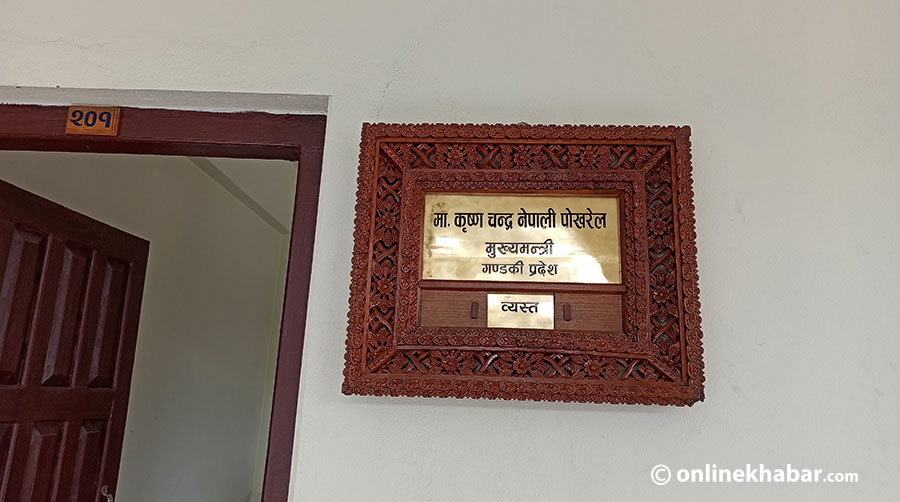 २०१
मा. कृष्ण चन्द्र नेपाली पोखरेल
मुख्यमन्त्री
गण्डकी प्रदेश
व्यस्त
© onlinekhabar.com